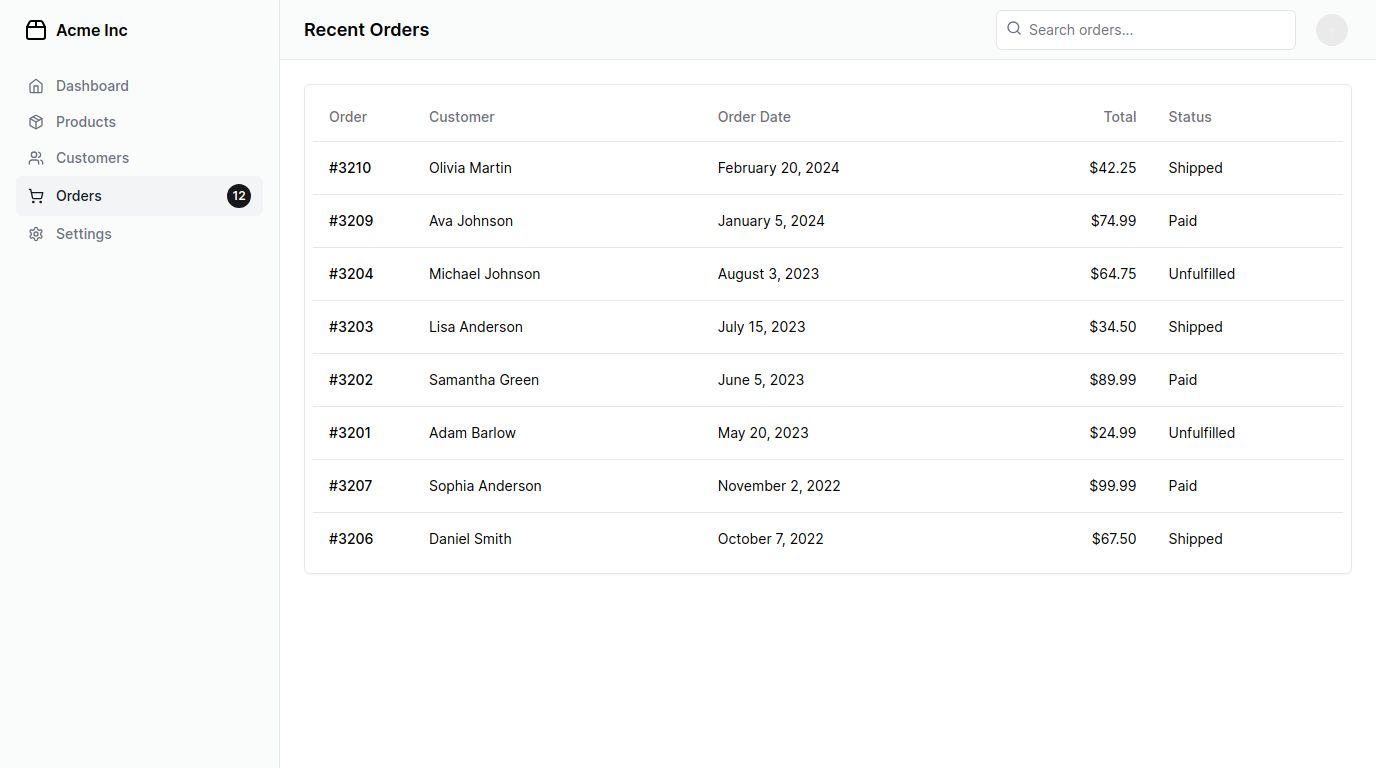 Acme Inc
Dashboard
Products
Customers
Orders 12
Settings
Recent Orders
Search orders...
Order Customer Order Date Total Status
#3210 Olivia Martin February 20, 2024 $42.25 Shipped
#3209 Ava Johnson January 5, 2024 $74.99 Paid
#3204 Michael Johnson August 3, 2023 $64.75 Unfulfilled
#3203 Lisa Anderson July 15, 2023 $34.50 Shipped
#3202 Samantha Green June 5, 2023 $89.99 Paid
#3201 Adam Barlow May 20, 2023 $24.99 Unfulfilled
#3207 Sophia Anderson November 2, 2022 $99.99 Paid
#3206 Daniel Smith October 7, 2022 $67.50 Shipped